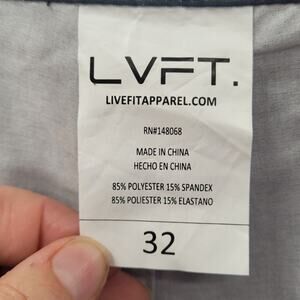 LVFT.
LIVEFITAPPAREL.COM
RN#148068
MADE IN CHINA
HECHO EN CHINA
85% POLYESTER 15% SPANDEX
85% POLIESTER 15% ELASTANO
32